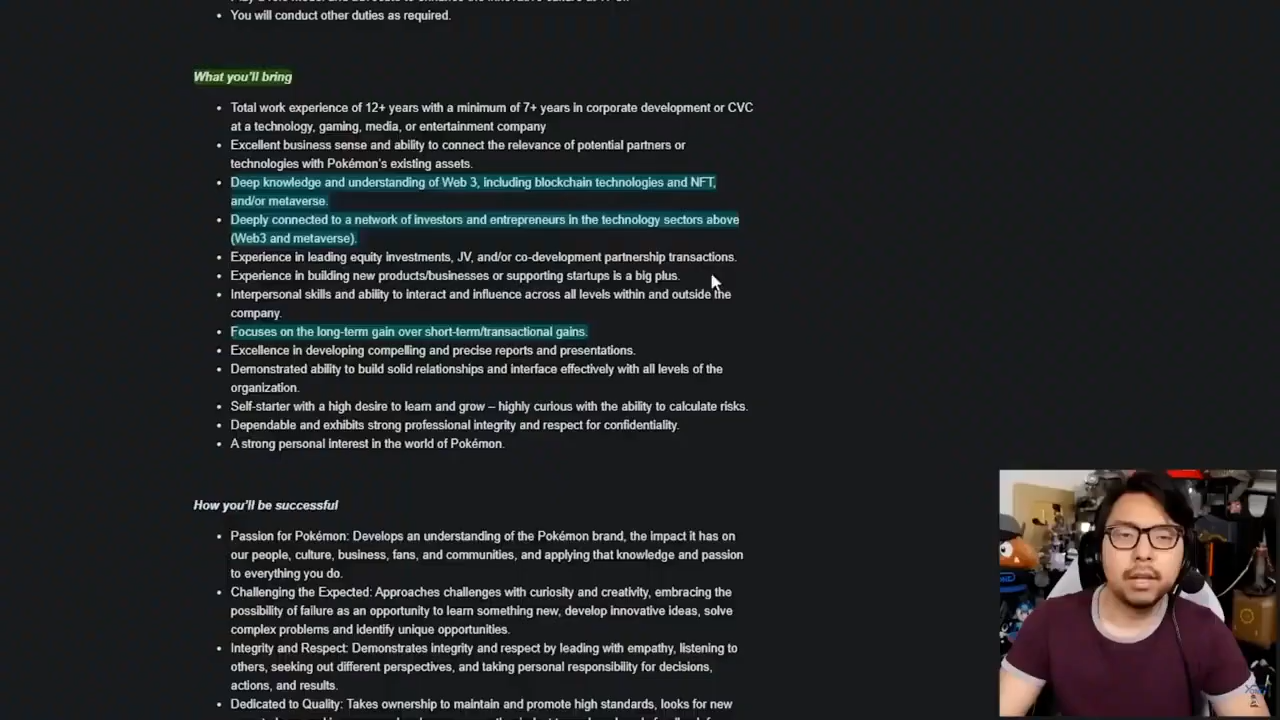 You will conduct other duties as required.
What you'll bring
Total work experience of 12+ years with a minimum of 7+ years in corporate development or CVC
at a technology, gaming, media, or entertainment company
Excellent business sense and ability to connect the relevance of potential partners or
technologies with Pokémon's existing assets.
Deep knowledge and understanding of Web 3, including blockchain technologies and NFT,
and/or metaverse.
Deeply connected to a network of investors and entrepreneurs in the technology sectors above
(Web3 and metaverse).
Experience in leading equity investments, JV, and/or co-development partnership transactions.
Experience in building new products/businesses or supporting startups is a big plus.
Interpersonal skills and ability to interact and influence across all levels within and outside the
company.
Focuses on the long-term gain over short-term/transactional gains.
Excellence in developing compelling and precise reports and presentations.
Demonstrated ability to build solid relationships and interface effectively with all levels of the
organization.
Self-starter with a high desire to learn and grow – highly curious with the ability to calculate risks.
Dependable and exhibits strong professional integrity and respect for confidentiality.
A strong personal interest in the world of Pokémon.
How you'll be successful
Passion for Pokémon: Develops an understanding of the Pokémon brand, the impact it has on
our people, culture, business, fans, and communities, and applying that knowledge and passion
to everything you do.
Challenging the Expected: Approaches challenges with curiosity and creativity, embracing the
possibility of failure as an opportunity to learn something new, develop innovative ideas, solve
complex problems and identify unique opportunities.
Integrity and Respect: Demonstrates integrity and respect by leading with empathy, listening to
others, seeking out different perspectives, and taking personal responsibility for decisions,
actions, and results.
Dedicated to Quality: Takes ownership to maintain and promote high standards, looks for new